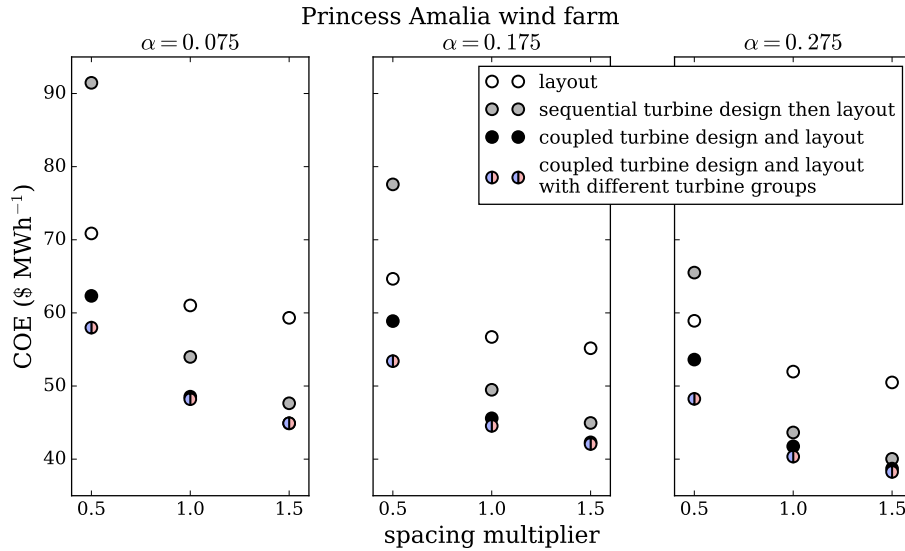 Princess Amalia wind farm
α = 0.075
α = 0.175
α = 0.275
layout
sequential turbine design then layout
coupled turbine design and layout
coupled turbine design and layout
with different turbine groups
COE ($ MWh⁻¹)
90
80
70
60
50
40
0.5 1.0 1.5
0.5 1.0 1.5
0.5 1.0 1.5
spacing multiplier